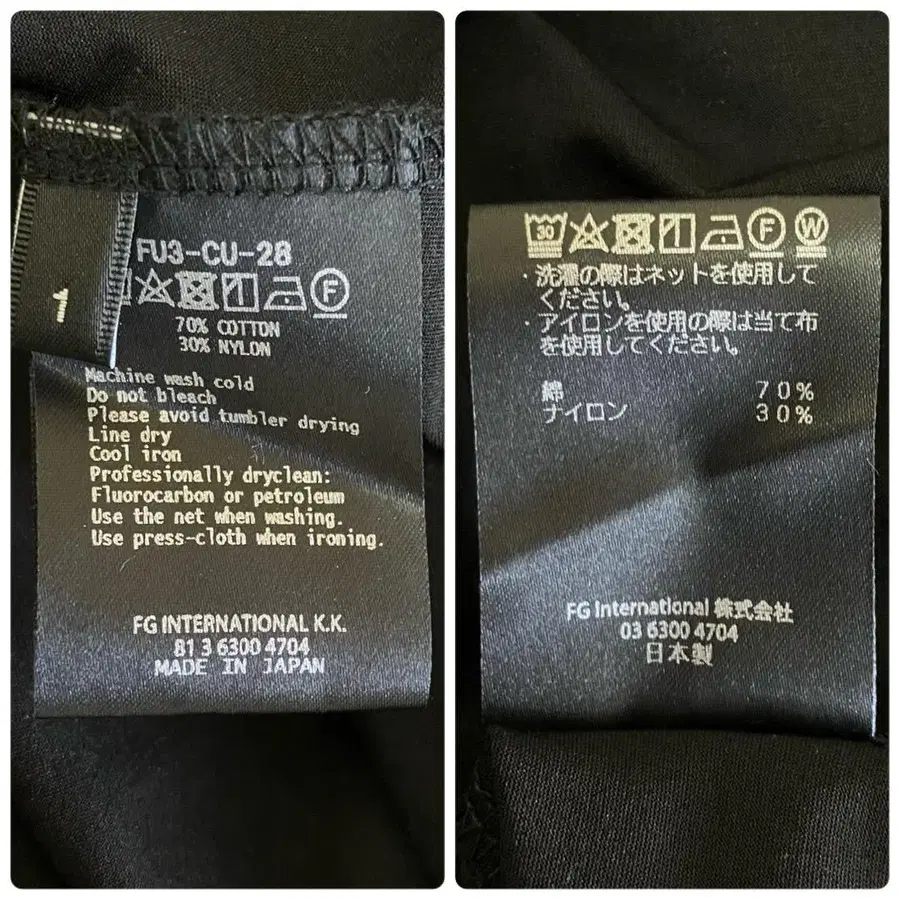 1
FU3-CU-28
F
70% COTTON
30% NYLON
Machine wash cold
Do not bleach
Please avoid tumbler drying
Line dry
Cool iron
Professionally dryclean:
Fluorocarbon or petroleum
Use the net when washing.
Use press-cloth when ironing.
FG INTERNATIONAL K.K.
81 3 6300 4704
MADE IN JAPAN
30 F W
・洗濯の際はネットを使用して
ください。
・アイロンを使用の際は当て布
を使用してください。
綿 70%
ナイロン 30%
FG International 株式会社
03 6300 4704
日本製